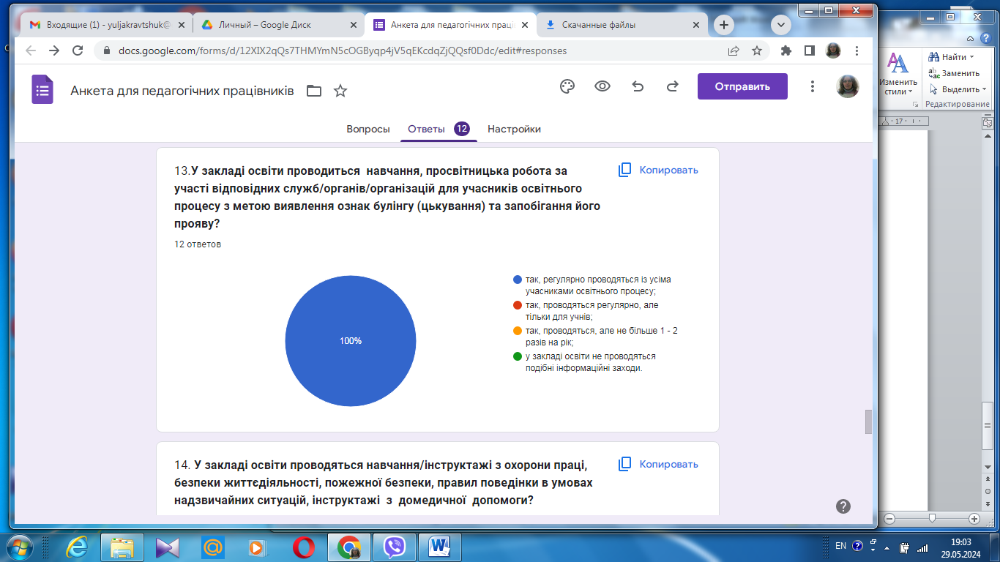 Входящие (1) - yuljakravtshuk@
Личный – Google Диск
Анкета для педагогічних праці
Скачанные файлы
docs.google.com/forms/d/12XIX2qQs7THMYmN5cOGByqp4jV5qEKcdqZjQQsf0Ddc/edit#responses
Анкета для педагогічних працівників
Отправить
Вопросы
Ответы 12
Настройки
13.У закладі освіти проводиться навчання, просвітницька робота за
участі відповідних служб/органів/організацій для учасників освітнього
процесу з метою виявлення ознак булінгу (цькування) та запобігання його
прояву?
Копировать
12 ответов
100%
так, регулярно проводяться із усіма
учасниками освітнього процесу;
так, проводяться регулярно, але
тільки для учнів;
так, проводяться, але не більше 1 - 2
разів на рік;
у закладі освіти не проводяться
подібні інформаційні заходи.
14. У закладі освіти проводяться навчання/інструктажі з охорони праці,
безпеки життєдіяльності, пожежної безпеки, правил поведінки в умовах
надзвичайних ситуацій, інструктажі з домедичної допомоги?
Копировать
Найти
Заменить
Выделить
Изменить
стили
Редактирование
17
EN
19:03
29.05.2024